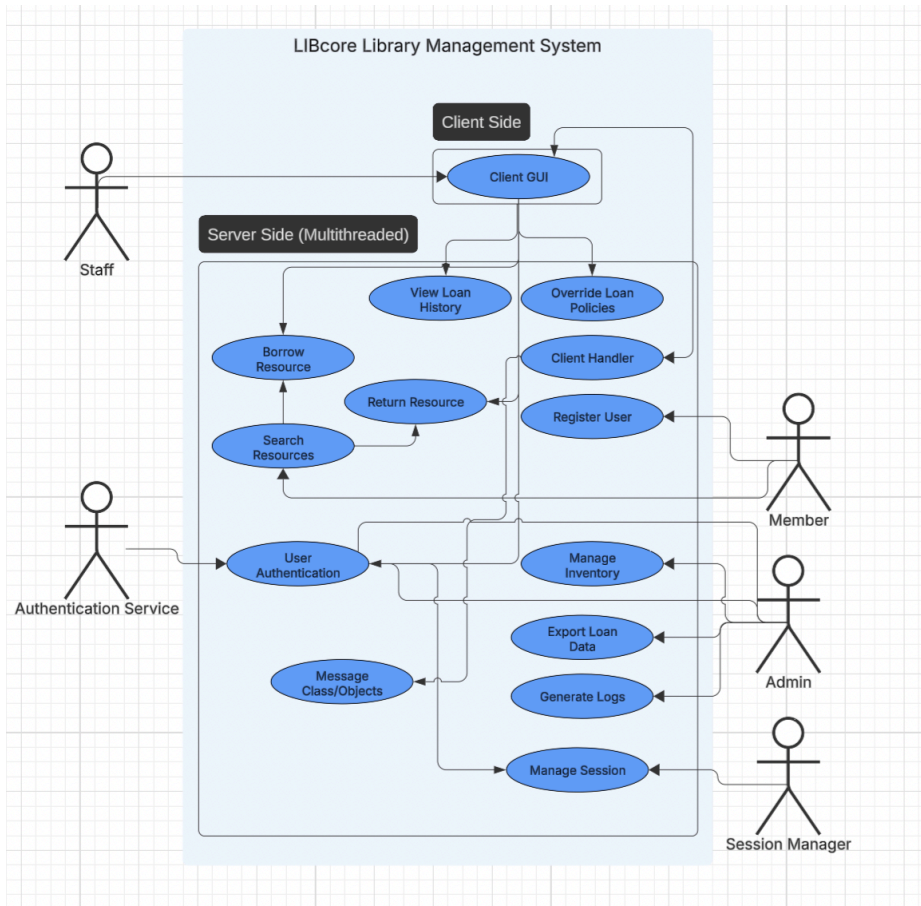 LIBcore Library Management System
Client Side
Client GUI
Server Side (Multithreaded)
Staff
View Loan
History
Override Loan
Policies
Borrow
Resource
Client Handler
Return Resource
Register User
Search
Resources
Member
User
Authentication
Manage
Inventory
Authentication Service
Export Loan
Data
Message
Class/Objects
Generate Logs
Admin
Manage Session
Session Manager